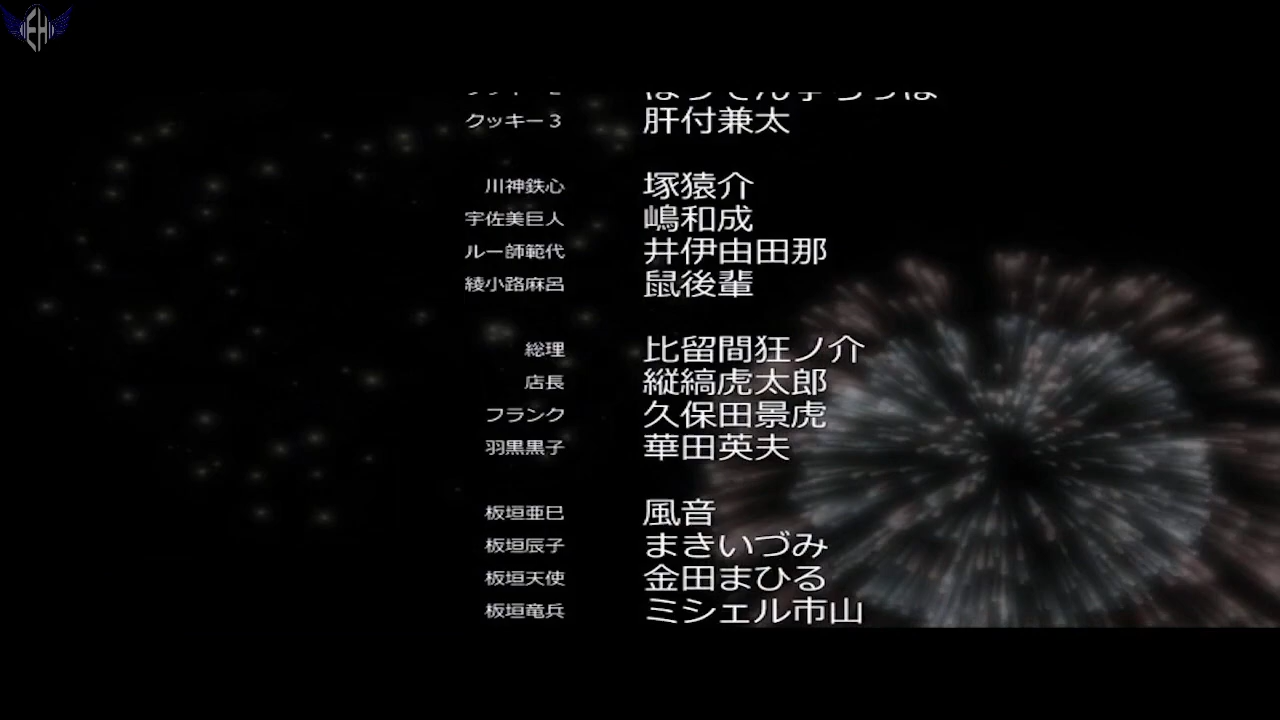 クッキー３ 肝付兼太
川神鉄心 塚猿介
宇佐美巨人 嶋和成
ルー師範代 井伊由田那
綾小路麻呂 鼠後輩
総理 比留間狂ノ介
店長 縦縞虎太郎
フランク 久保田景虎
羽黒黒子 華田英夫
板垣亜巳 風音
板垣辰子 まきいづみ
板垣天使 金田まひる
板垣竜兵 ミシェル市山